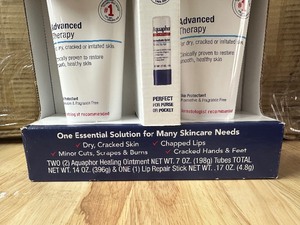 Advanced
Therapy
dry, cracked or irritated skin
Clinically proven to restore
smooth, healthy skin
Aquaphor
PERFECT
FOR PURSE OR
POCKET
Advanced
Therapy
dry, cracked or irritated skin
Clinically proven to restore
smooth, healthy skin
Preservative & Fragrance Free
One Essential Solution for Many Skincare Needs
✓ Dry, Cracked Skin ✓ Chapped Lips
✓ Minor Cuts, Scrapes & Burns ✓ Cracked Hands & Feet
TWO (2) Aquaphor Healing Ointment NET WT. 7 OZ. (198g) Tubes TOTAL
NET WT. 14 OZ. (396g) & ONE (1) Lip Repair Stick NET WT. .17 OZ. (4.8g)